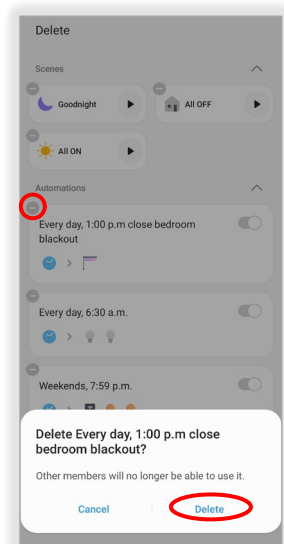 Delete
Scenes
Goodnight
All OFF
All ON
Automations
Every day, 1:00 p.m close bedroom
blackout
Every day, 6:30 a.m.
Weekends, 7:59 p.m.
Delete Every day, 1:00 p.m close
bedroom blackout?
Other members will no longer be able to use it.
Cancel
Delete